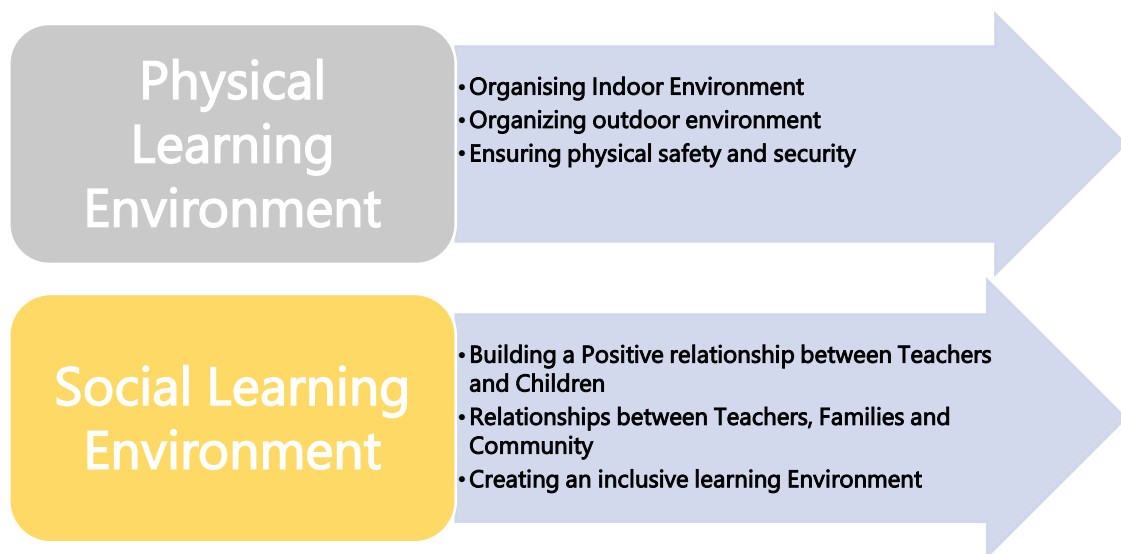 Physical
Learning
Environment
• Organising Indoor Environment
• Organizing outdoor environment
• Ensuring physical safety and security
Social Learning
Environment
• Building a Positive relationship between Teachers
and Children
• Relationships between Teachers, Families and
Community
• Creating an inclusive learning Environment